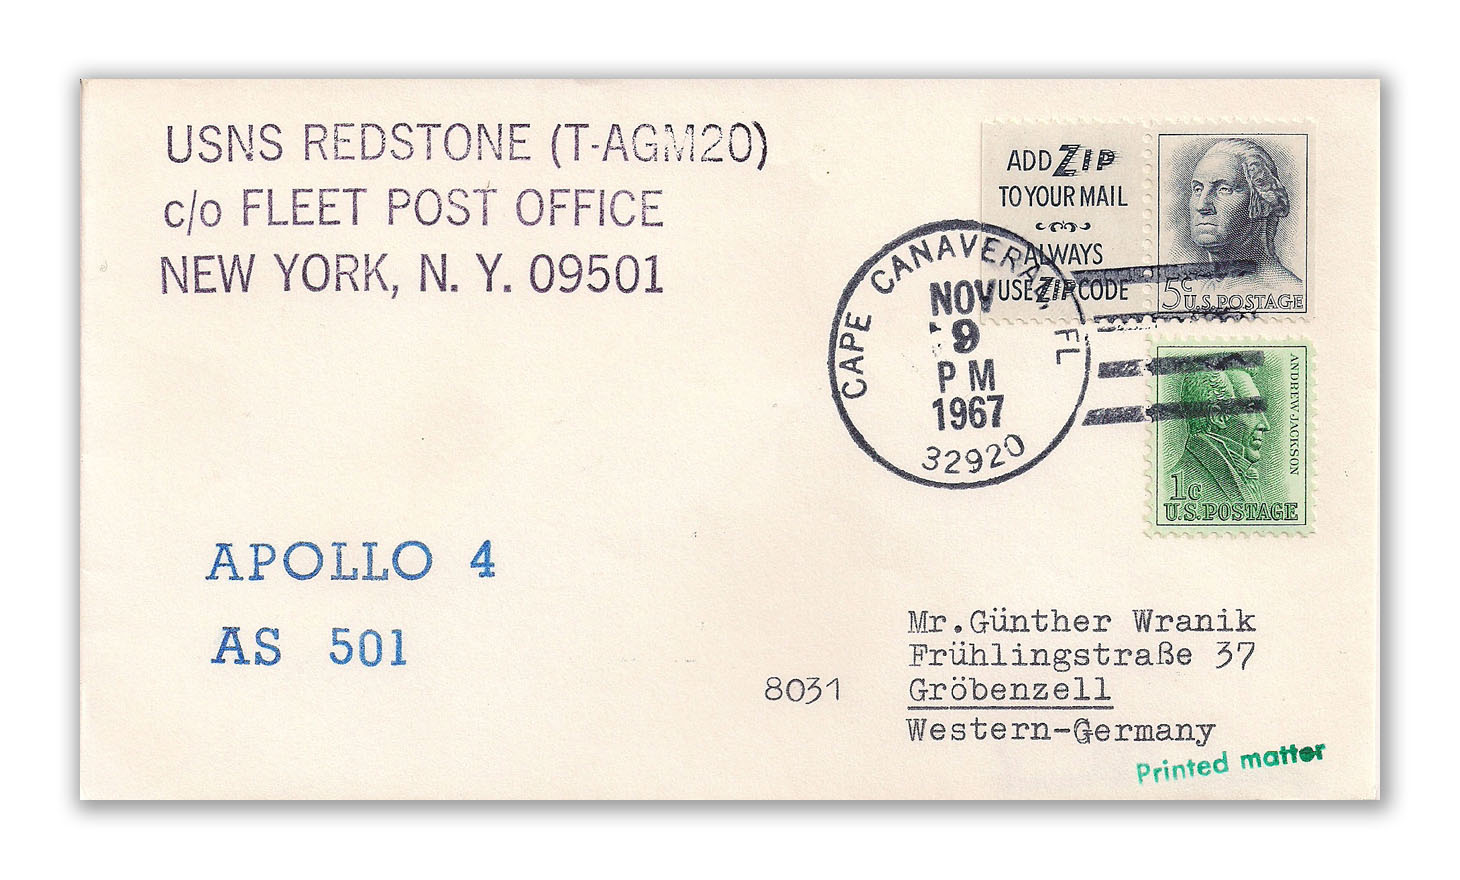 USNS REDSTONE (T-AGM20)
c/o FLEET POST OFFICE
NEW YORK, N. Y. 09501
ADD ZIP
TO YOUR MAIL
ALWAYS
USE ZIP CODE
5c
U.S. POSTAGE
CAPE CANAVERAL, FL
NOV
9
PM
1967
32920
ANDREW JACKSON
1c
U.S. POSTAGE
APOLLO 4
AS 501
Mr.Günther Wranik
Frühlingstraße 37
8031 Gröbenzell
Western-Germany
Printed matter